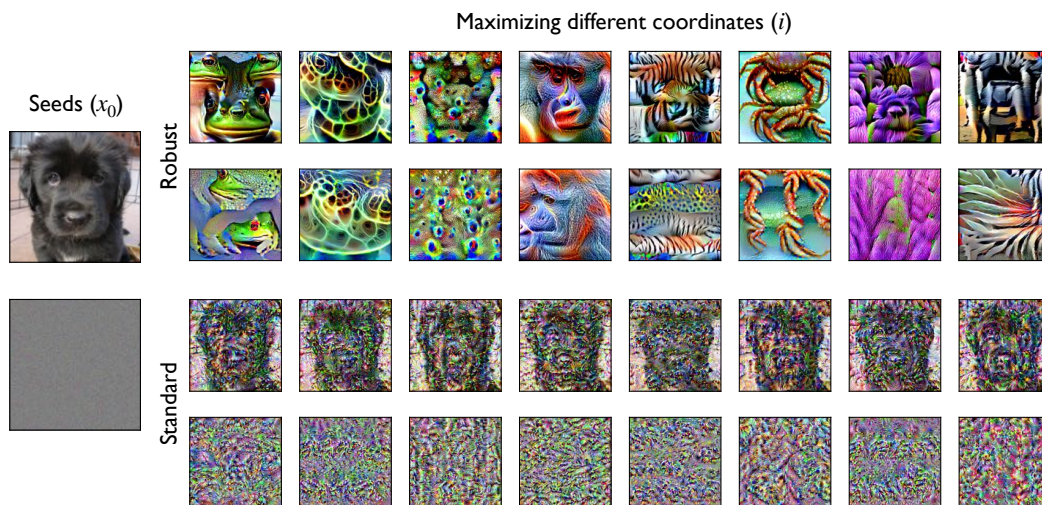 Maximizing different coordinates (i)
Seeds (x₀)
Robust
Standard